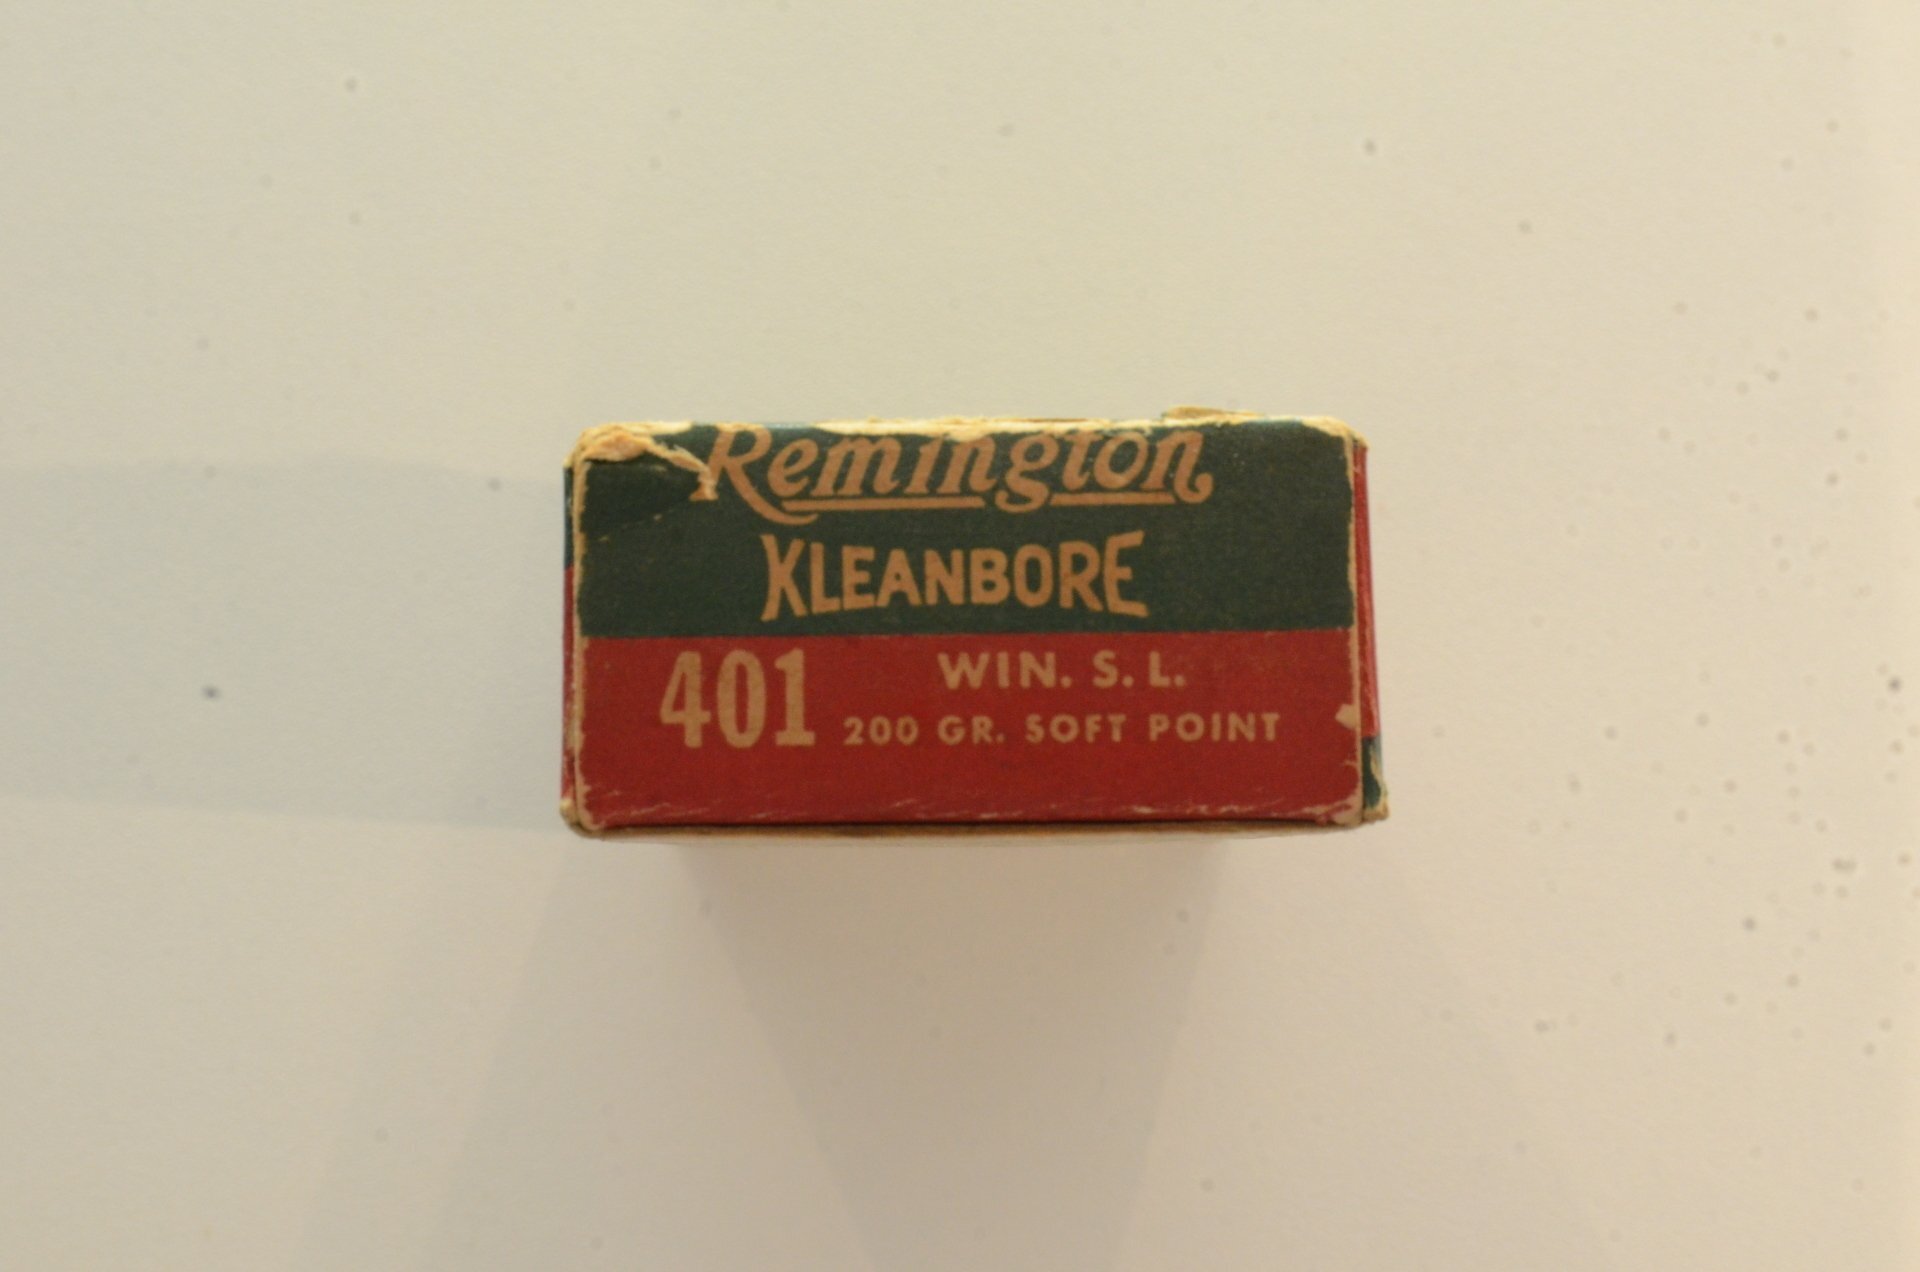 Remington
KLEANBORE
401 WIN. S. L.
200 GR. SOFT POINT